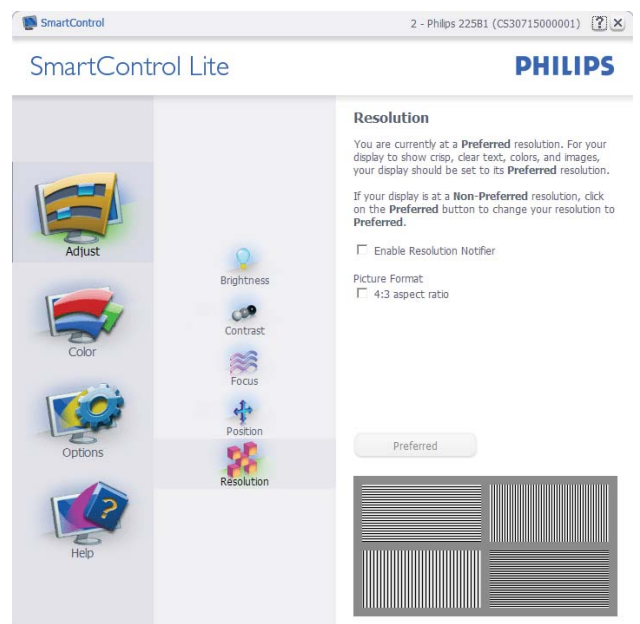 SmartControl
2 - Philips 225B1 (CS30715000001)
?
SmartControl Lite
PHILIPS
Adjust
Color
Options
Help
Brightness
Contrast
Focus
Position
Resolution
Resolution
You are currently at a Preferred resolution. For your
display to show crisp, clear text, colors, and images,
your display should be set to its Preferred resolution.
If your display is at a Non-Preferred resolution, click
on the Preferred button to change your resolution to
Preferred.
Enable Resolution Notifier
Picture Format
4:3 aspect ratio
Preferred